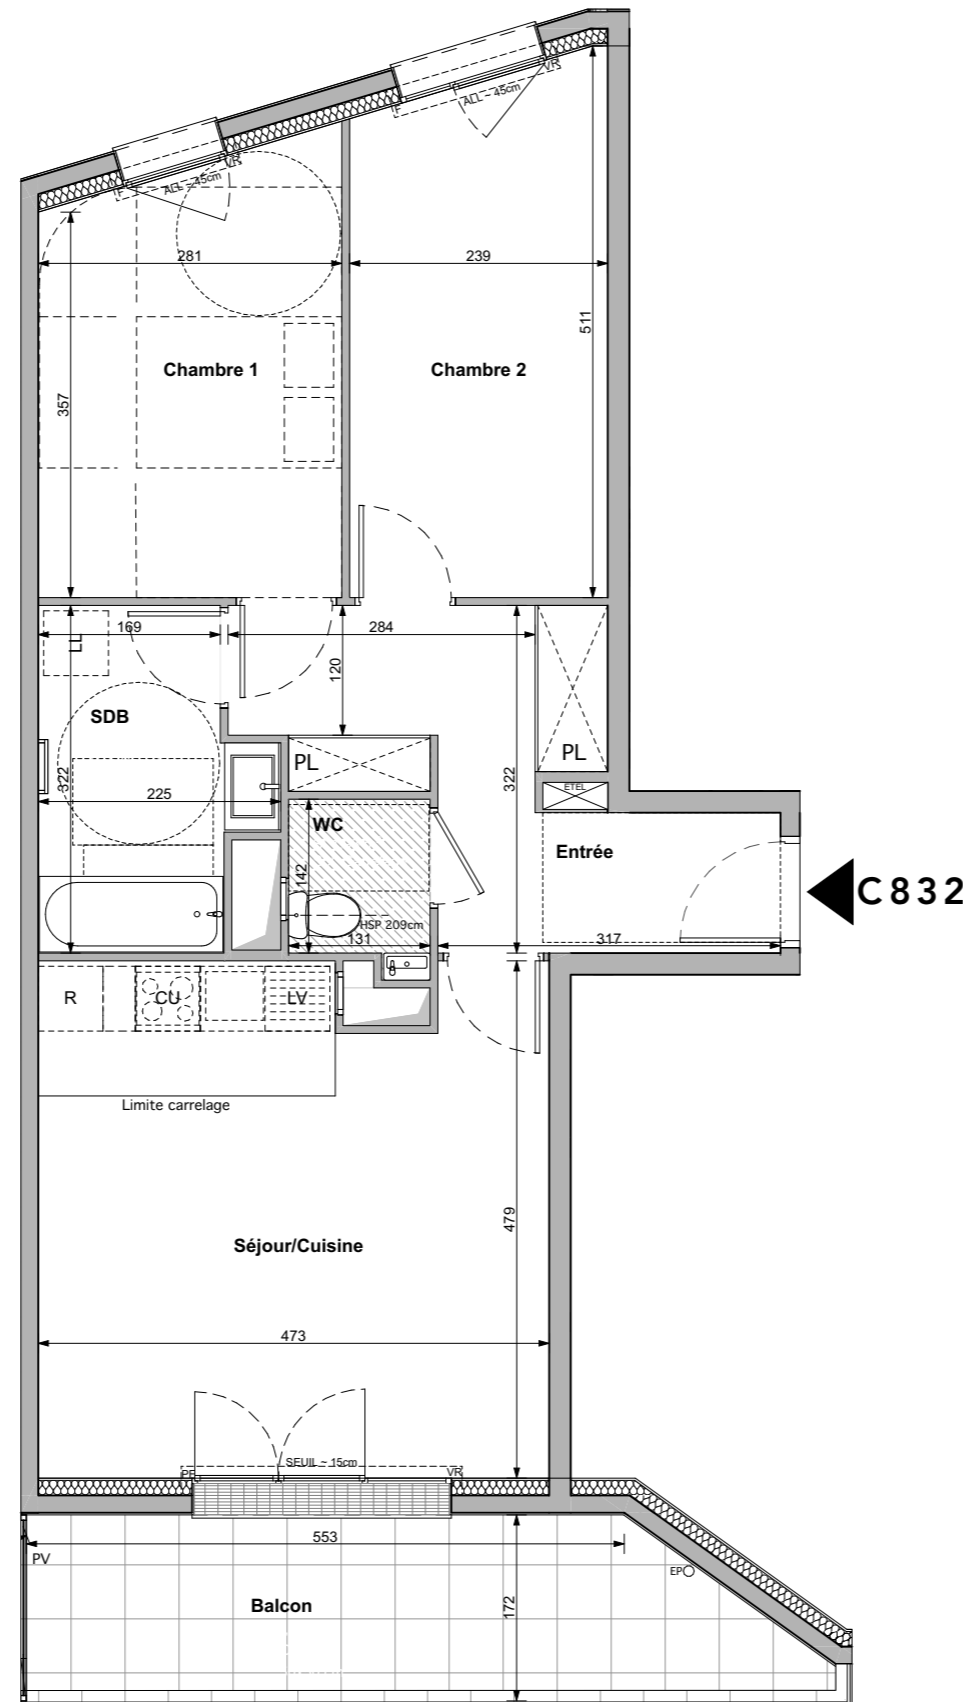 VR
ALL ~ 45cm
F
VR
ALL ~ 45cm
F
281
239
511
Chambre 1
Chambre 2
357
169
284
LL
120
SDB
PL
PL
322
322
225
ETEL
WC
Entrée
142
C832
HSP 209cm
131
317
R
CU
LV
Limite carrelage
479
Séjour/Cuisine
473
SEUIL ~ 15cm
PF
VR
553
PV
EP
172
Balcon